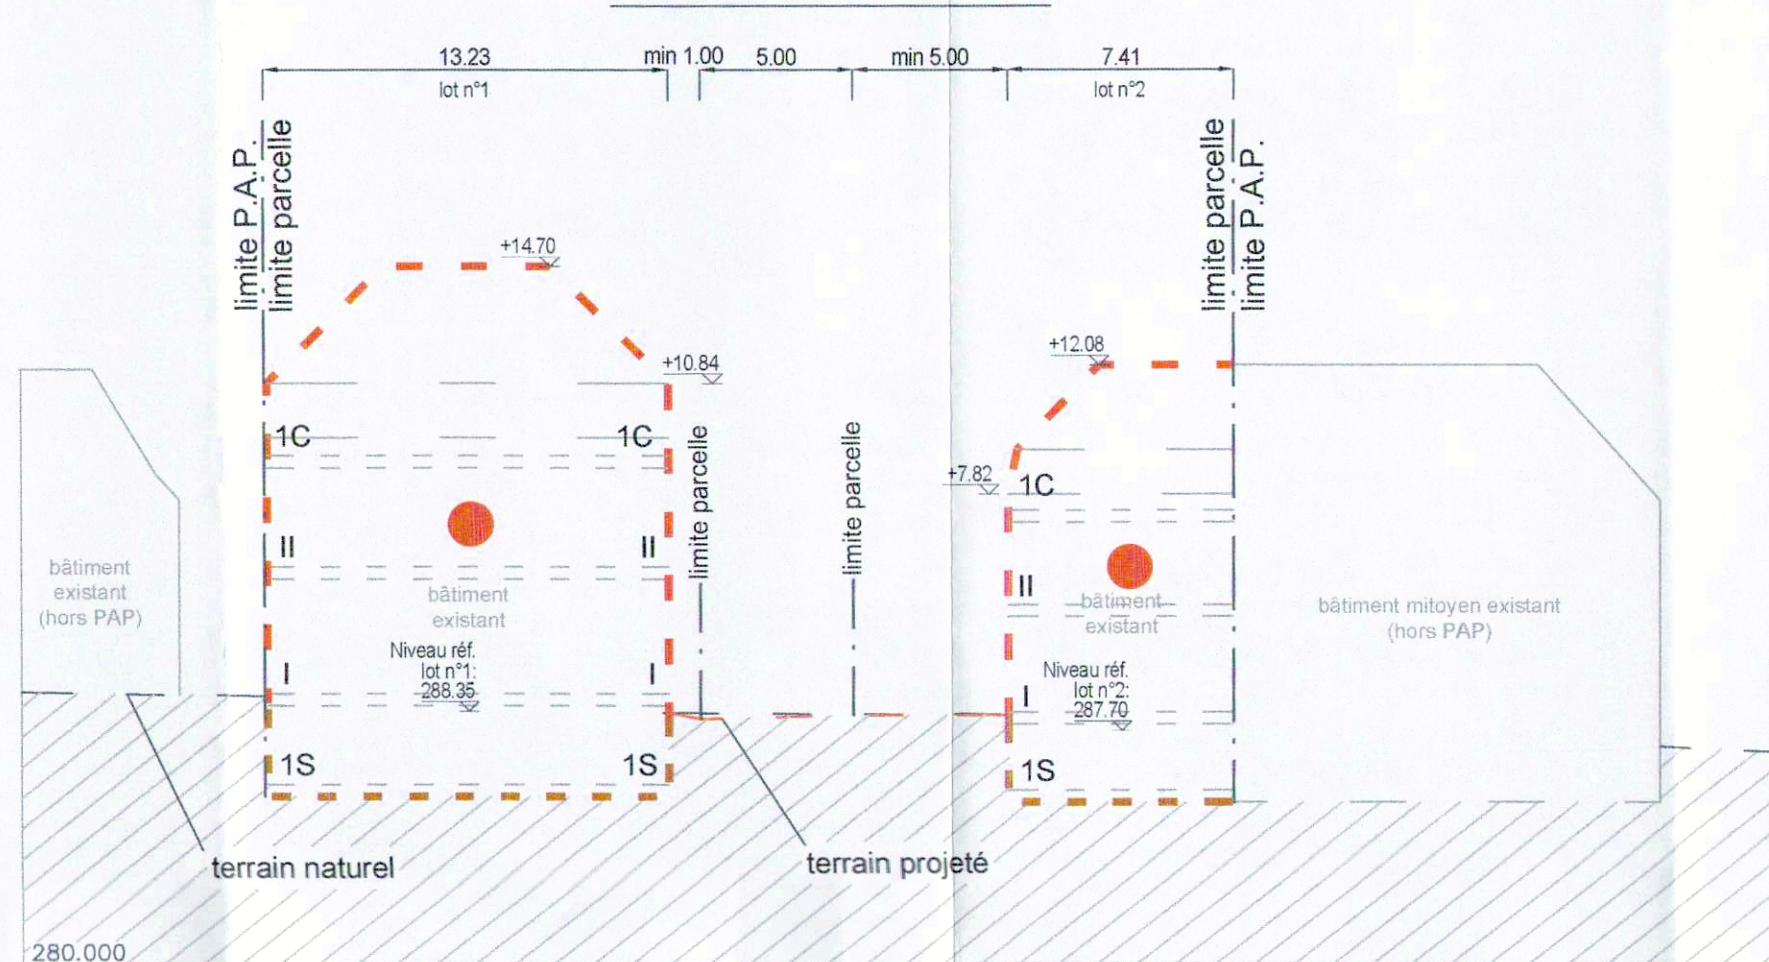 13.23
min 1.00
5.00
min 5.00
7.41
lot n°1
lot n°2
limite P.A.P.
limite parcelle
limite parcelle
limite P.A.P.
+14.70
+12.08
+10.84
1C
1C
limite parcelle
limite parcelle
+7.82
1C
II
II
II
bâtiment
existant
(hors PAP)
bâtiment
existant
bâtiment
existant
bâtiment mitoyen existant
(hors PAP)
Niveau réf.
lot n°1:
288.35
I
I
Niveau réf.
lot n°2:
287.70
I
1S
1S
1S
terrain naturel
terrain projeté
280.000